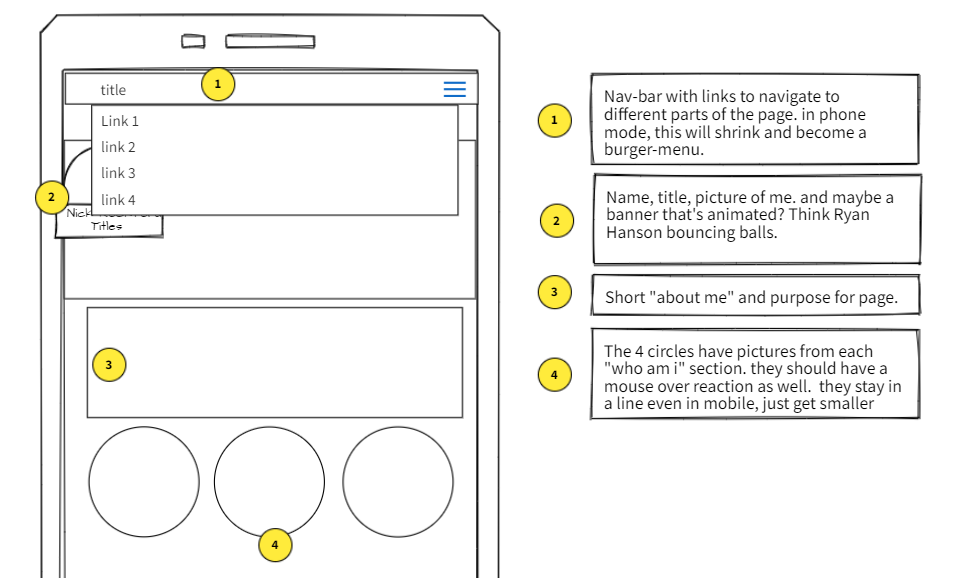 1
title
Link 1
link 2
link 3
link 4
2
Nick
Titles
3
4
1
Nav-bar with links to navigate to
different parts of the page. in phone
mode, this will shrink and become a
burger-menu.
2
Name, title, picture of me. and maybe a
banner that's animated? Think Ryan
Hanson bouncing balls.
3
Short "about me" and purpose for page.
4
The 4 circles have pictures from each
"who am i" section. they should have a
mouse over reaction as well.  they stay in
a line even in mobile, just get smaller